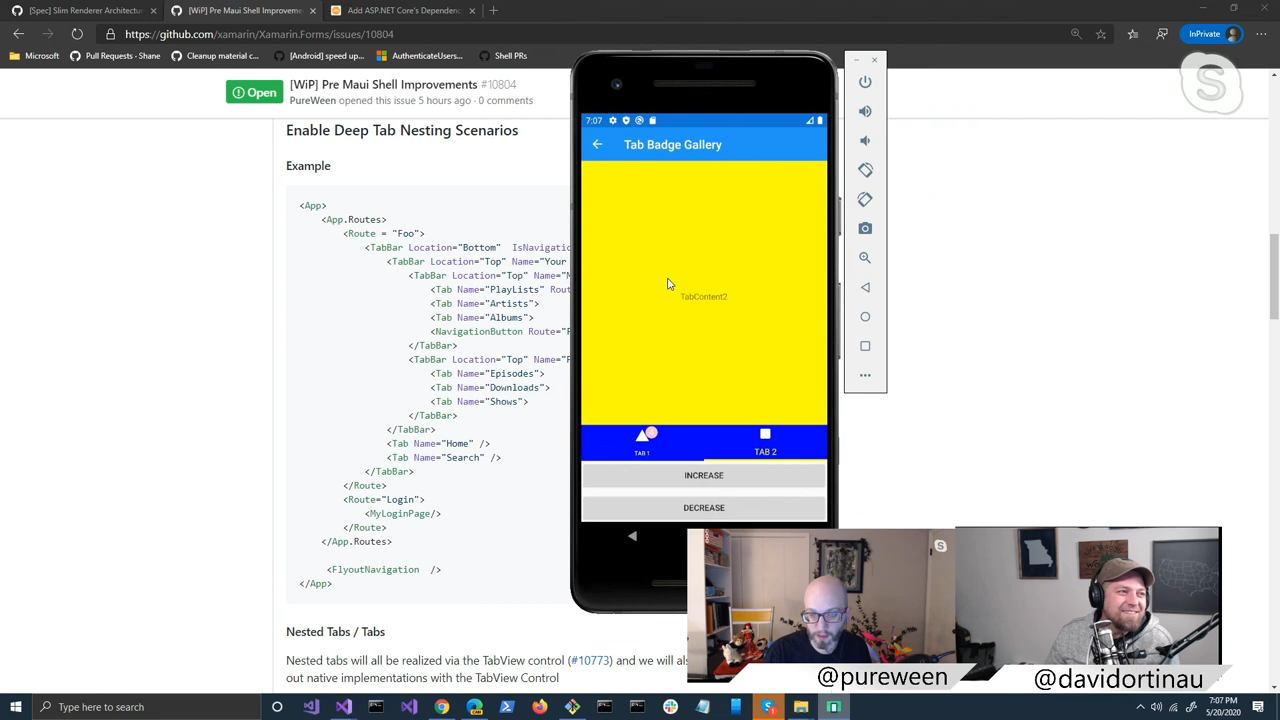 [Spec] Slim Renderer Architectur
[WiP] Pre Maui Shell Improveme
Add ASP.NET Core's Dependenc
https://github.com/xamarin/Xamarin.Forms/issues/10804
InPrivate
Microsoft
Pull Requests · Shane
Cleanup material c...
[Android] speed up...
AuthenticateUsers...
ShellPRs
Open
[WiP] Pre Maui Shell Improvements #10804
PureWeen opened this issue 5 hours ago · 0 comments
Enable Deep Tab Nesting Scenarios
Example
<App>
<App.Routes>
<Route = "Foo">
<TabBar Location="Bottom" IsNavigatio
<TabBar Location="Top" Name="Your
<TabBar Location="Top" Name="M
<Tab Name="PlayLists" Rout
<Tab Name="Artists">
<Tab Name="Albums">
<NavigationButton Route="F
</TabBar>
<TabBar Location="Top" Name="P
<Tab Name="Episodes">
<Tab Name="Downloads">
<Tab Name="Shows">
</TabBar>
</TabBar>
<Tab Name="Home" />
<Tab Name="Search" />
</TabBar>
</Route>
<Route="Login">
<MyLoginPage/>
</Route>
</App.Routes>
<FlyoutNavigation />
</App>
Nested Tabs / Tabs
Nested tabs will all be realized via the TabView control (#10773) and we will als
out native implementations with the TabView Control
7:07
Tab Badge Gallery
TabContent2
TAB 1
TAB 2
INCREASE
DECREASE
@pureween
@davidortinau
Type here to search
7:07 PM
5/20/2020